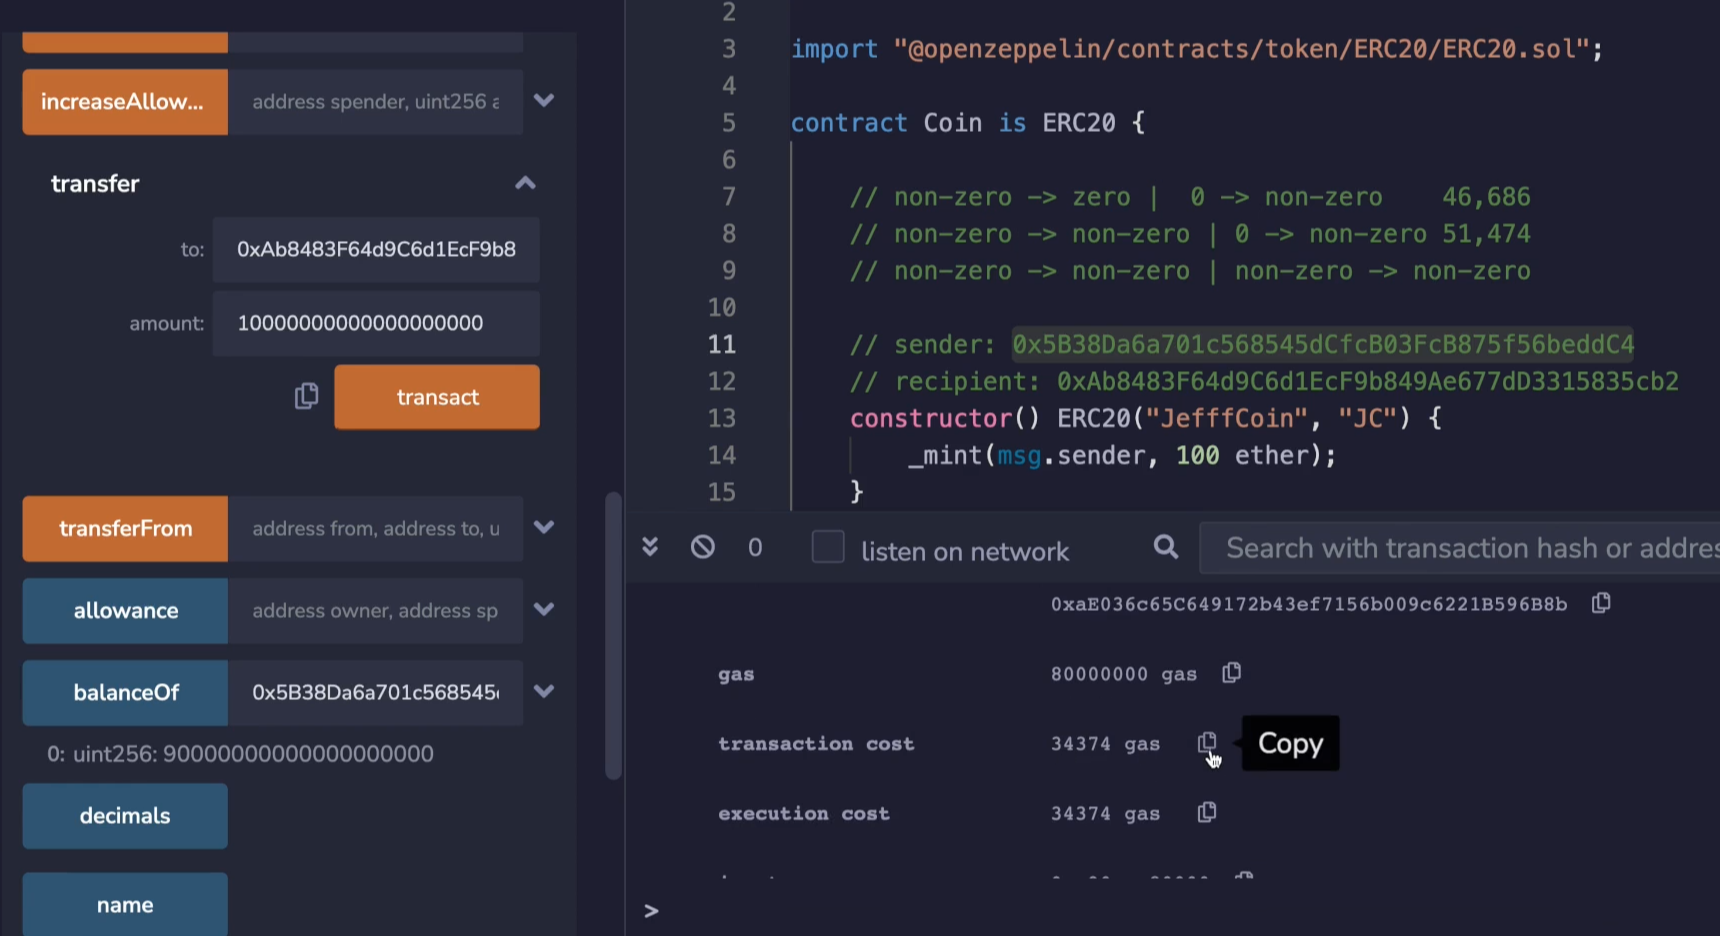 increaseAllow...
address spender, uint256 a
transfer
to:
0xAb8483F64d9C6d1EcF9b8
amount:
10000000000000000000
transact
transferFrom
address from, address to, u
allowance
address owner, address sp
balanceOf
0x5B38Da6a701c568545
0: uint256: 90000000000000000000
decimals
name
2
3 import "@openzeppelin/contracts/token/ERC20/ERC20.sol";
4
5 contract Coin is ERC20 {
6
7 // non-zero -> zero | 0 -> non-zero 46,686
8 // non-zero -> non-zero | 0 -> non-zero 51,474
9 // non-zero -> non-zero | non-zero -> non-zero
10
11 // sender: 0x5B38Da6a701c568545dCfcB03FcB875f56beddC4
12 // recipient: 0xAb8483F64d9C6d1EcF9b849Ae677dD3315835cb2
13 constructor() ERC20("JefffCoin", "JC") {
14 _mint(msg.sender, 100 ether);
15 }
0
listen on network
Search with transaction hash or addres
0xaE036c65C649172b43ef7156b009c6221B596B8b
gas 80000000 gas
transaction cost 34374 gas
Copy
execution cost 34374 gas
>